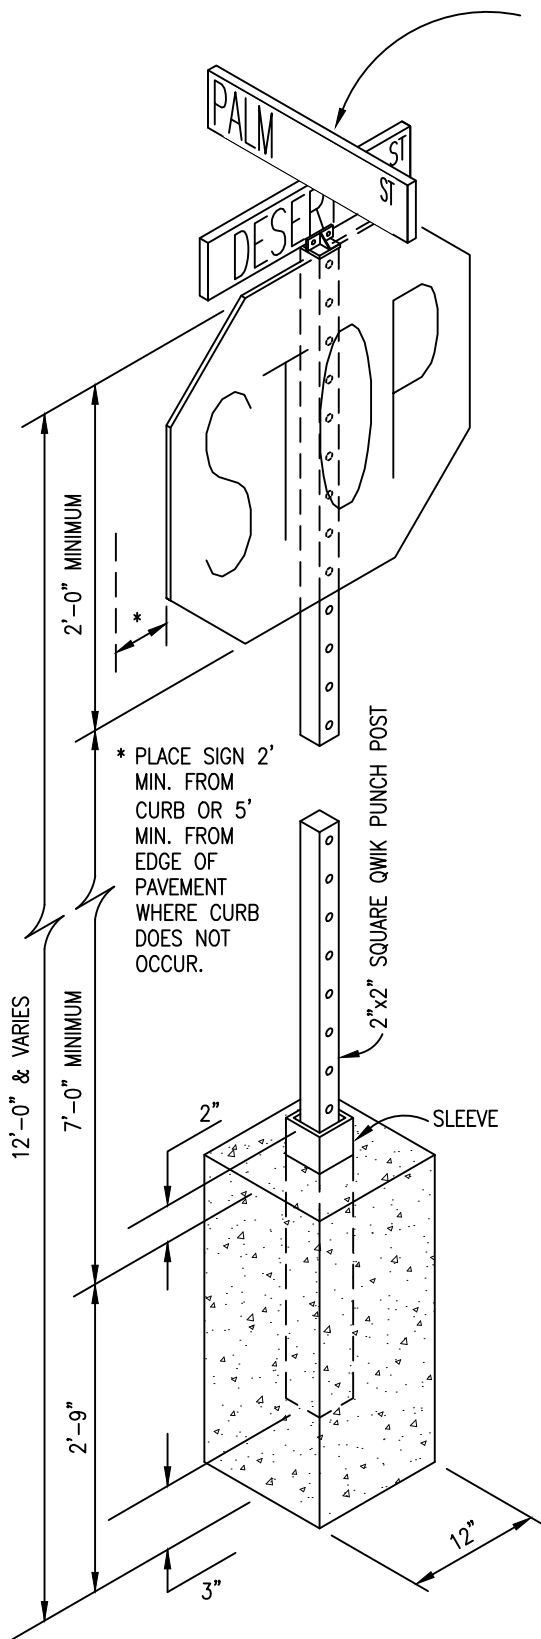 PALM ST
DESER ST
STOP
2'-0" MINIMUM
*
* PLACE SIGN 2'
MIN. FROM
CURB OR 5'
MIN. FROM
EDGE OF
PAVEMENT
WHERE CURB
DOES NOT
OCCUR.
2"x2" SQUARE QWIK PUNCH POST
12'-0" & VARIES
7'-0" MINIMUM
2"
SLEEVE
2'-9"
12"
3"